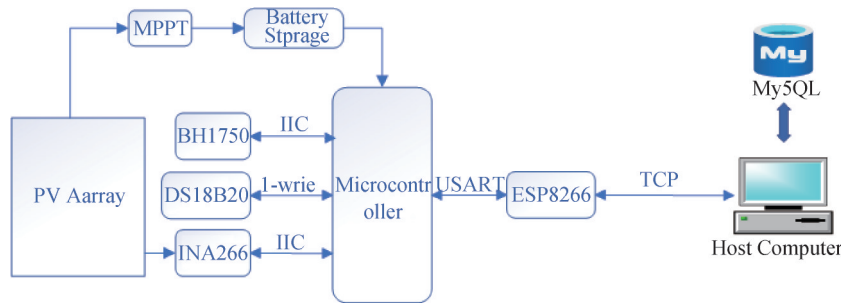 MPPT
Battery
Stprage
PV Aarray
BH1750
IIC
DS18B20
1-wrie
INA266
IIC
Microcontr
oller
USART
ESP8266
TCP
My
My5QL
Host Computer